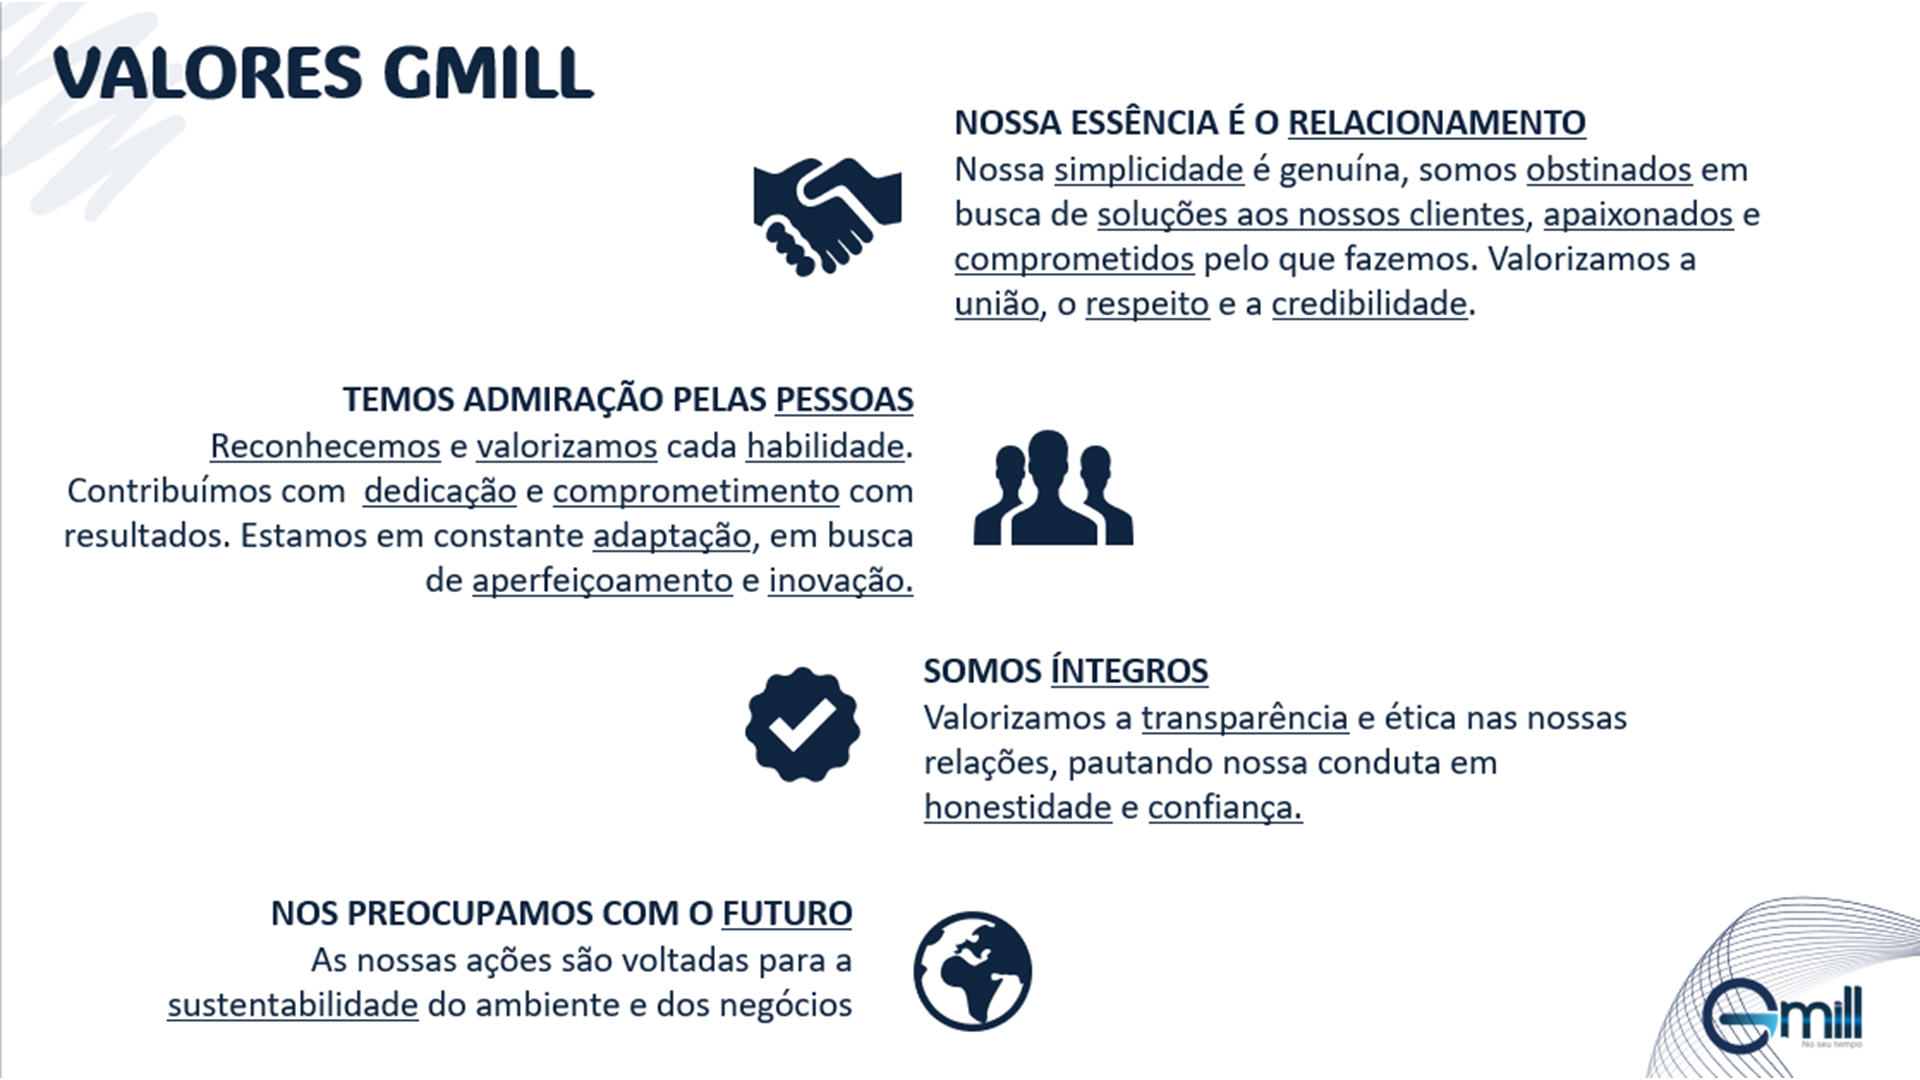 VALORES GMILL
NOSSA ESSÊNCIA É O RELACIONAMENTO
Nossa simplicidade é genuína, somos obstinados em
busca de soluções aos nossos clientes, apaixonados e
comprometidos pelo que fazemos. Valorizamos a
união, o respeito e a credibilidade.
TEMOS ADMIRAÇÃO PELAS PESSOAS
Reconhecemos e valorizamos cada habilidade.
Contribuímos com  dedicação e comprometimento com
resultados. Estamos em constante adaptação, em busca
de aperfeiçoamento e inovação.
SOMOS ÍNTEGROS
Valorizamos a transparência e ética nas nossas
relações, pautando nossa conduta em
honestidade e confiança.
NOS PREOCUPAMOS COM O FUTURO
As nossas ações são voltadas para a
sustentabilidade do ambiente e dos negócios
Gmill
No seu tempo